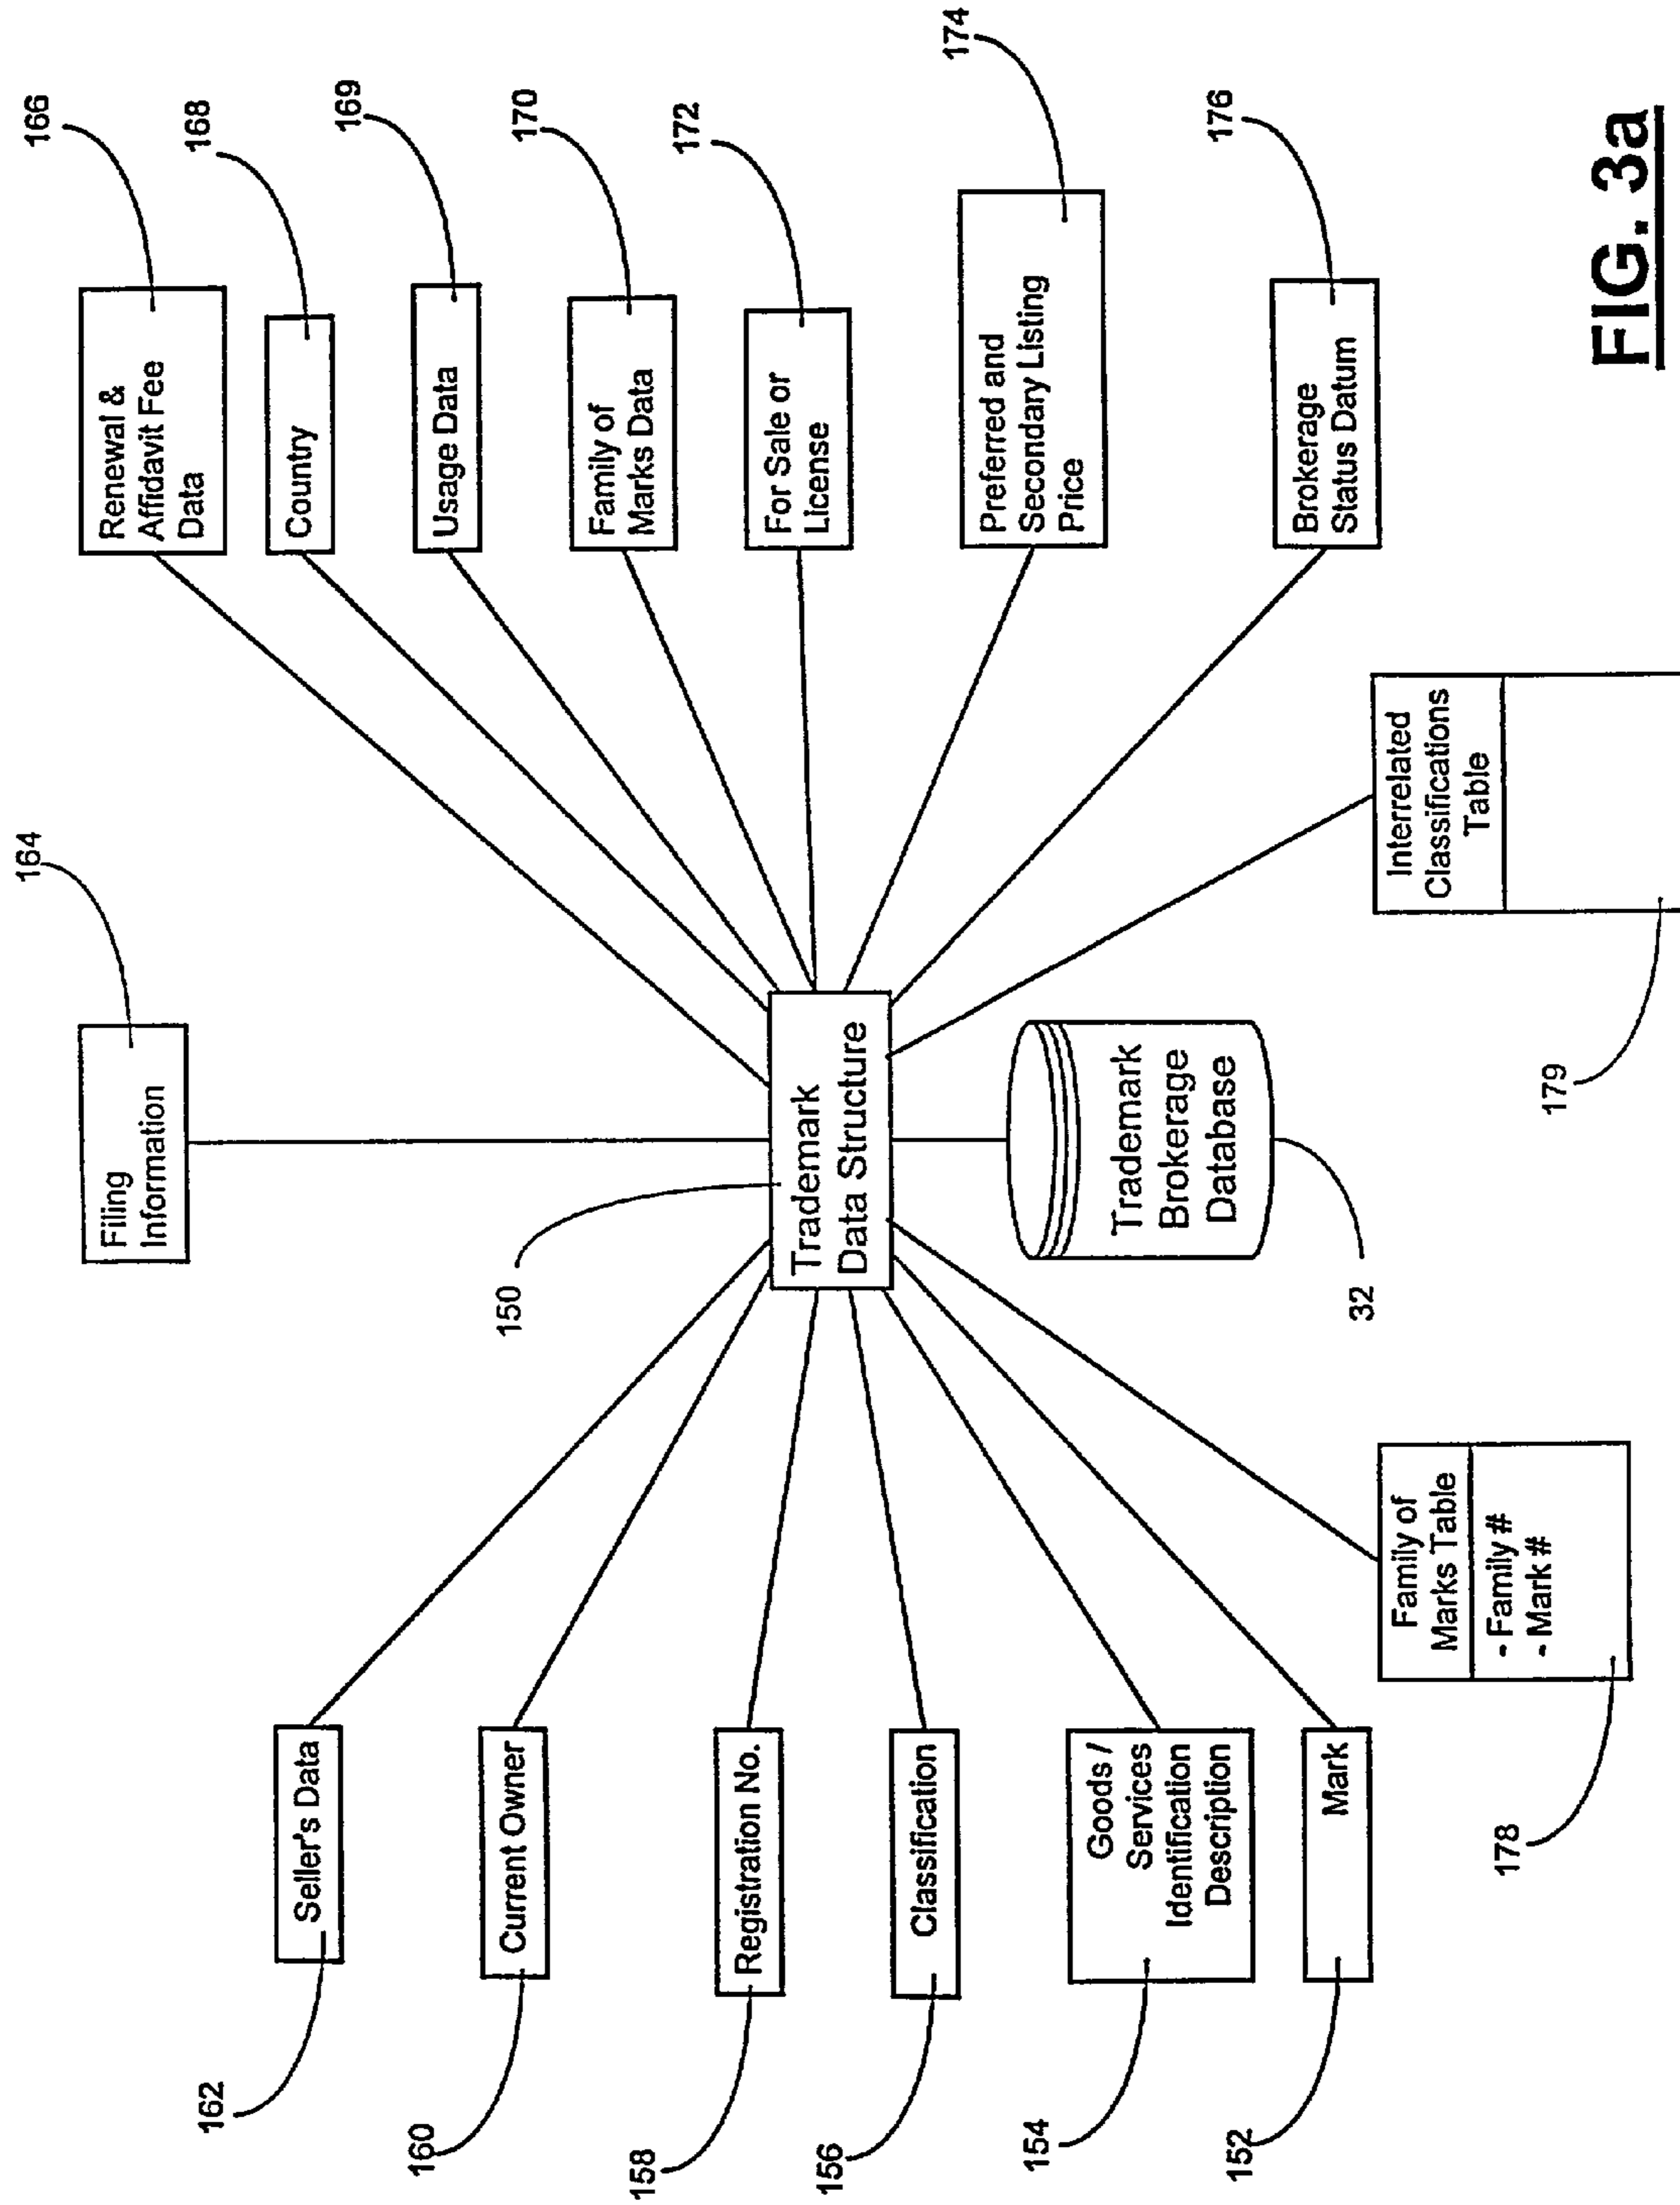 164
Filing
Information
162
Seller's Data
160
Current Owner
158
Registration No.
156
Classification
154
Goods /
Services
Identification
Description
152
Mark
150
Trademark
Data Structure
166
Renewal &
Affidavit Fee
Data
168
Country
169
Usage Data
170
Family of
Marks Data
172
For Sale or
License
174
Preferred and
Secondary Listing
Price
176
Brokerage
Status Datum
178
Family of
Marks Table
- Family #
- Mark #
Trademark
Brokerage
Database
32
Interrelated
Classifications
Table
179
FIG. 3a